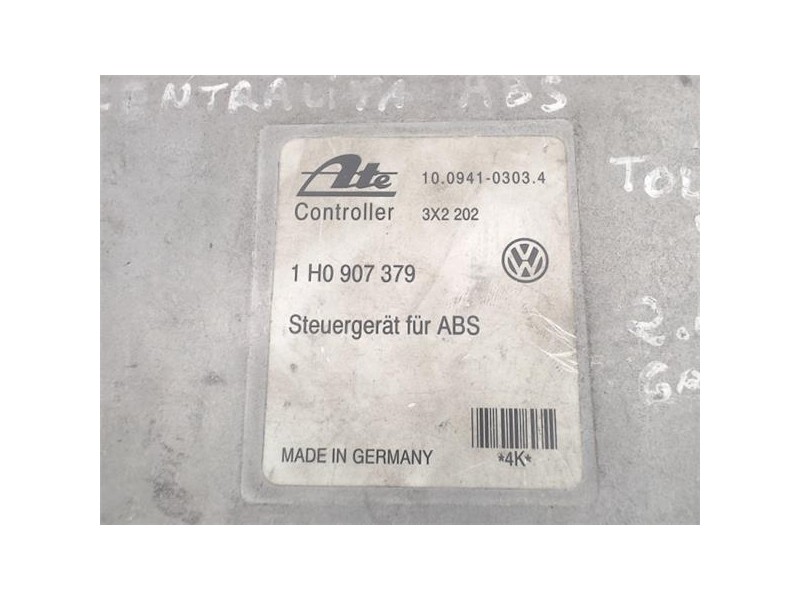 CENTRALITA ABS
Ate 10.0941-0303.4
Controller 3X2 202
VW
1 H0 907 379
Steuergerät für ABS
MADE IN GERMANY *4K*